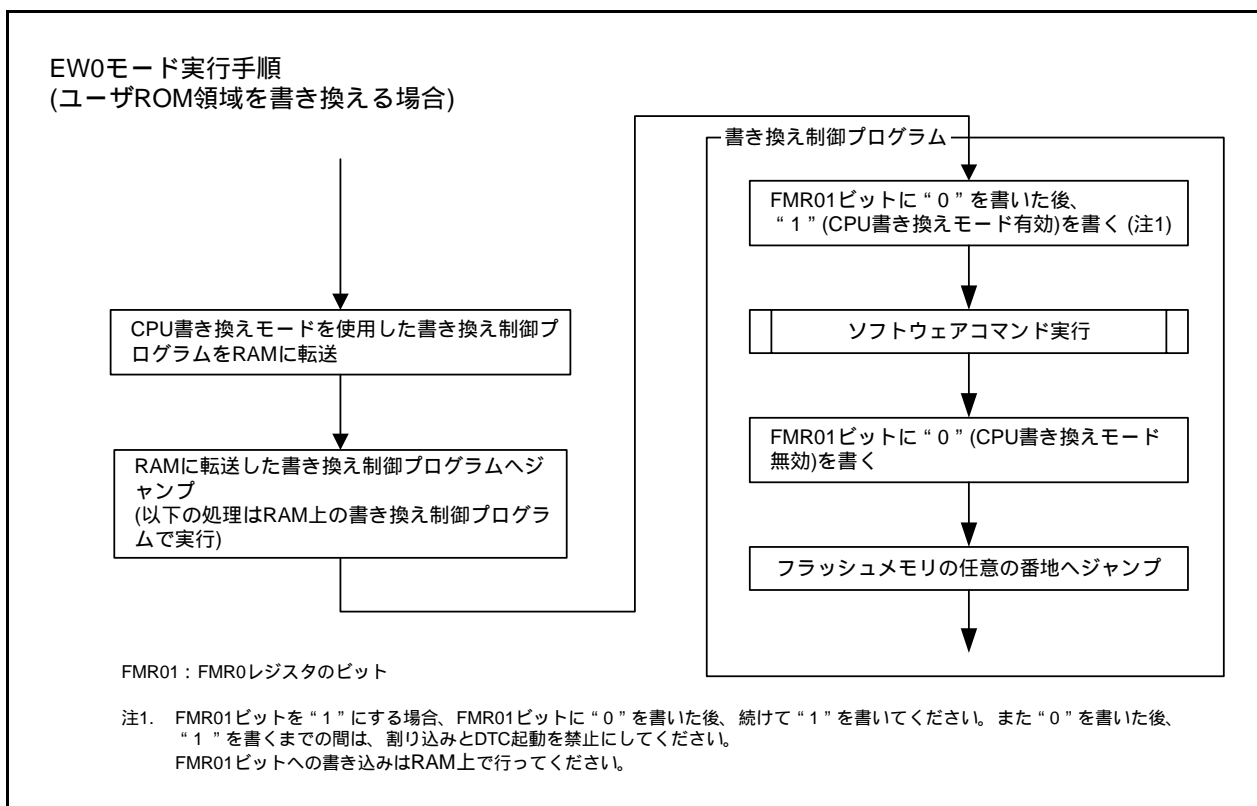 EW0モード実行手順
(ユーザROM領域を書き換える場合)
CPU書き換えモードを使用した書き換え制御プ
ログラムをRAMに転送
RAMに転送した書き換え制御プログラムへジ
ャンプ
(以下の処理はRAM上の書き換え制御プログラ
ムで実行)
書き換え制御プログラム
FMR01ビットに“0”を書いた後、
“1”(CPU書き換えモード有効)を書く (注1)
ソフトウェアコマンド実行
FMR01ビットに“0”(CPU書き換えモード
無効)を書く
フラッシュメモリの任意の番地へジャンプ
FMR01：FMR0レジスタのビット
注1. FMR01ビットを“1”にする場合、FMR01ビットに“0”を書いた後、続けて“1”を書いてください。また“0”を書いた後、
“1”を書くまでの間は、割り込みとDTC起動を禁止にしてください。
FMR01ビットへの書き込みはRAM上で行ってください。